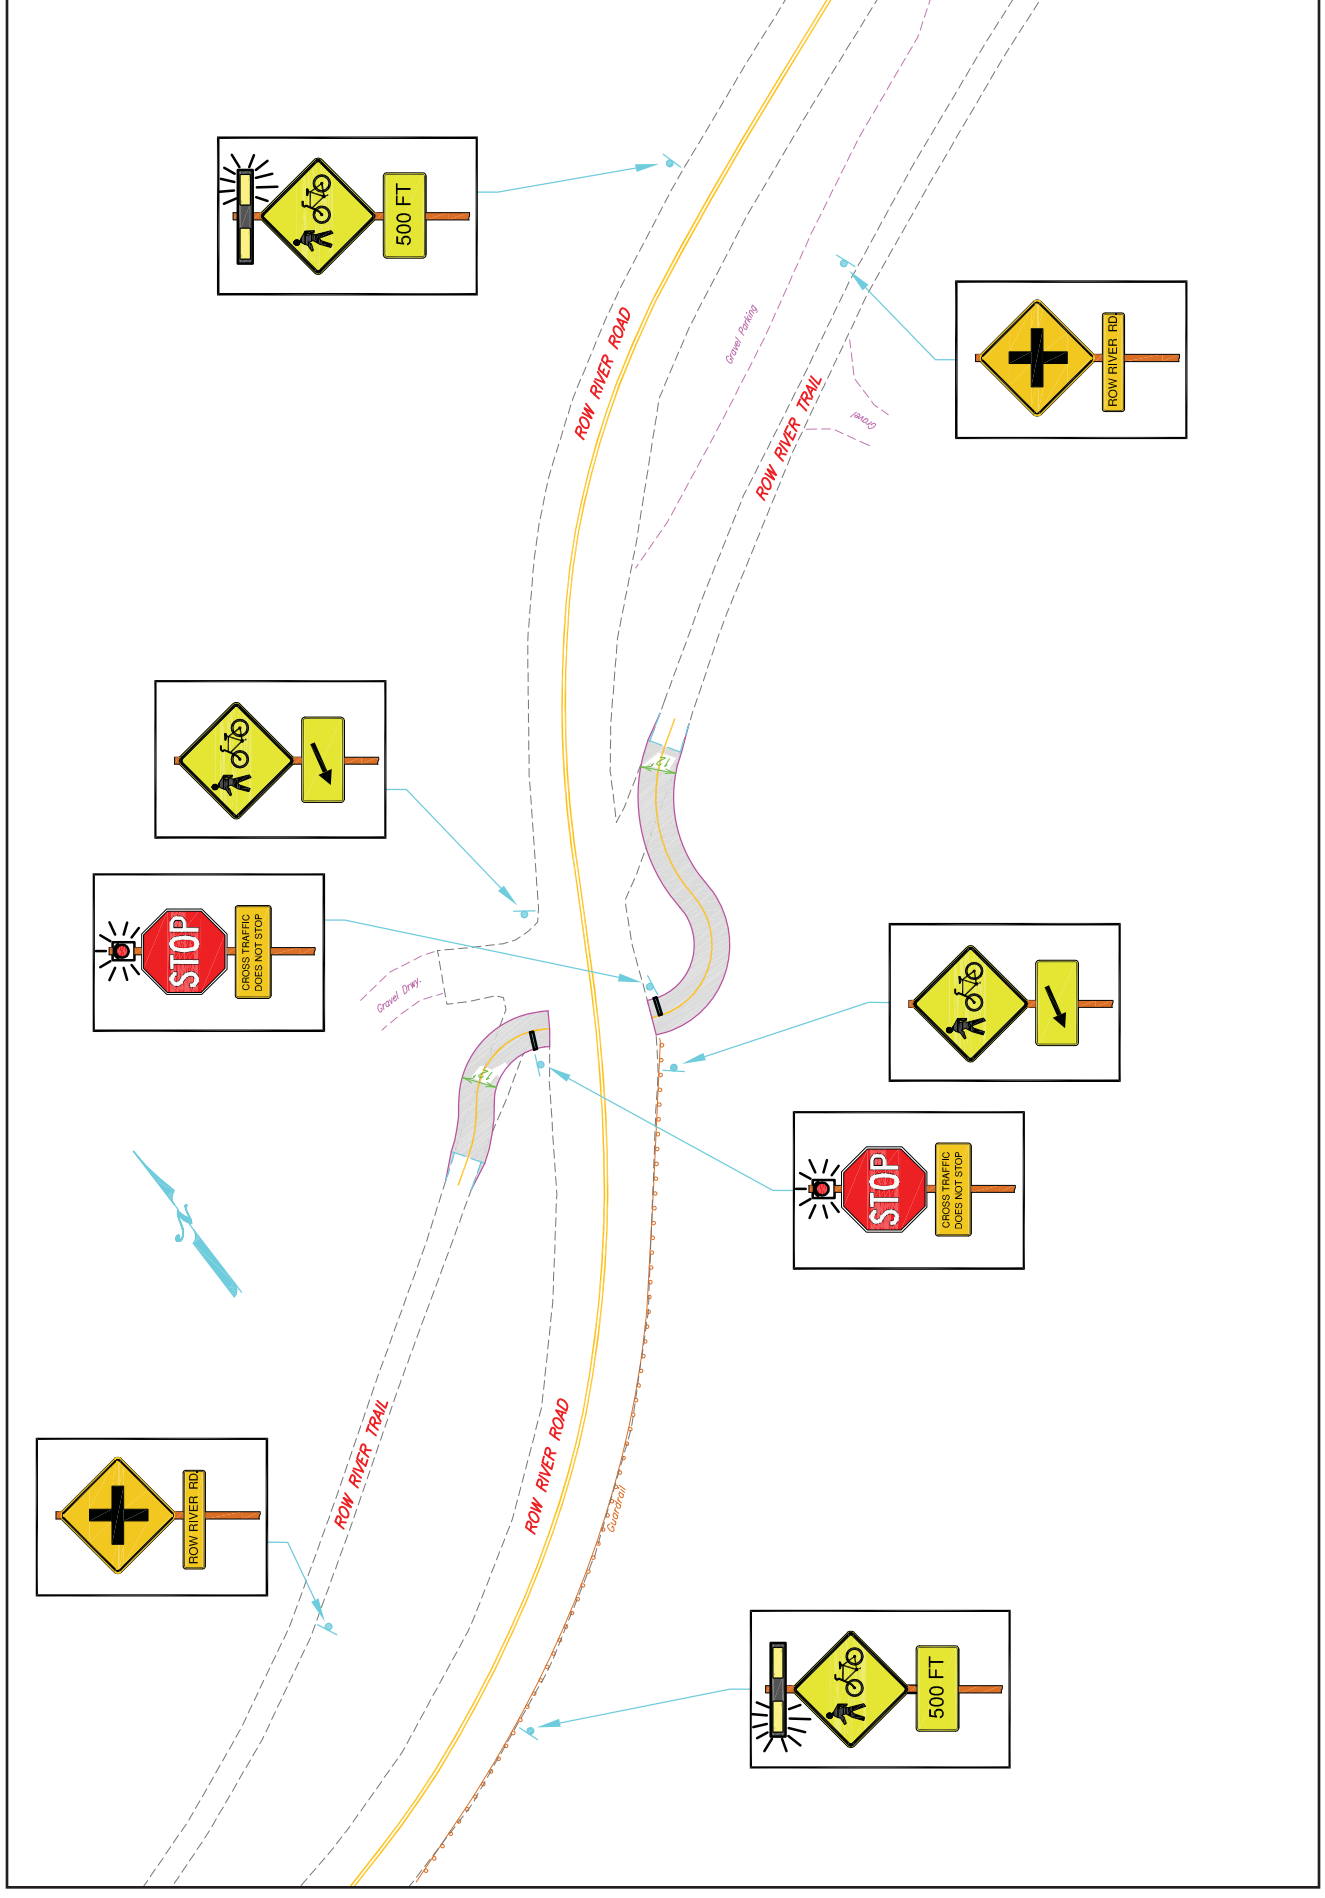 500 FT
ROW RIVER ROAD
Gravel Parking
ROW RIVER RD.
ROW RIVER TRAIL
Gravel
12'
STOP
CROSS TRAFFIC
DOES NOT STOP
Gravel Drwy.
12'
STOP
CROSS TRAFFIC
DOES NOT STOP
N
ROW RIVER TRAIL
ROW RIVER ROAD
ROW RIVER RD.
Guardrail
500 FT